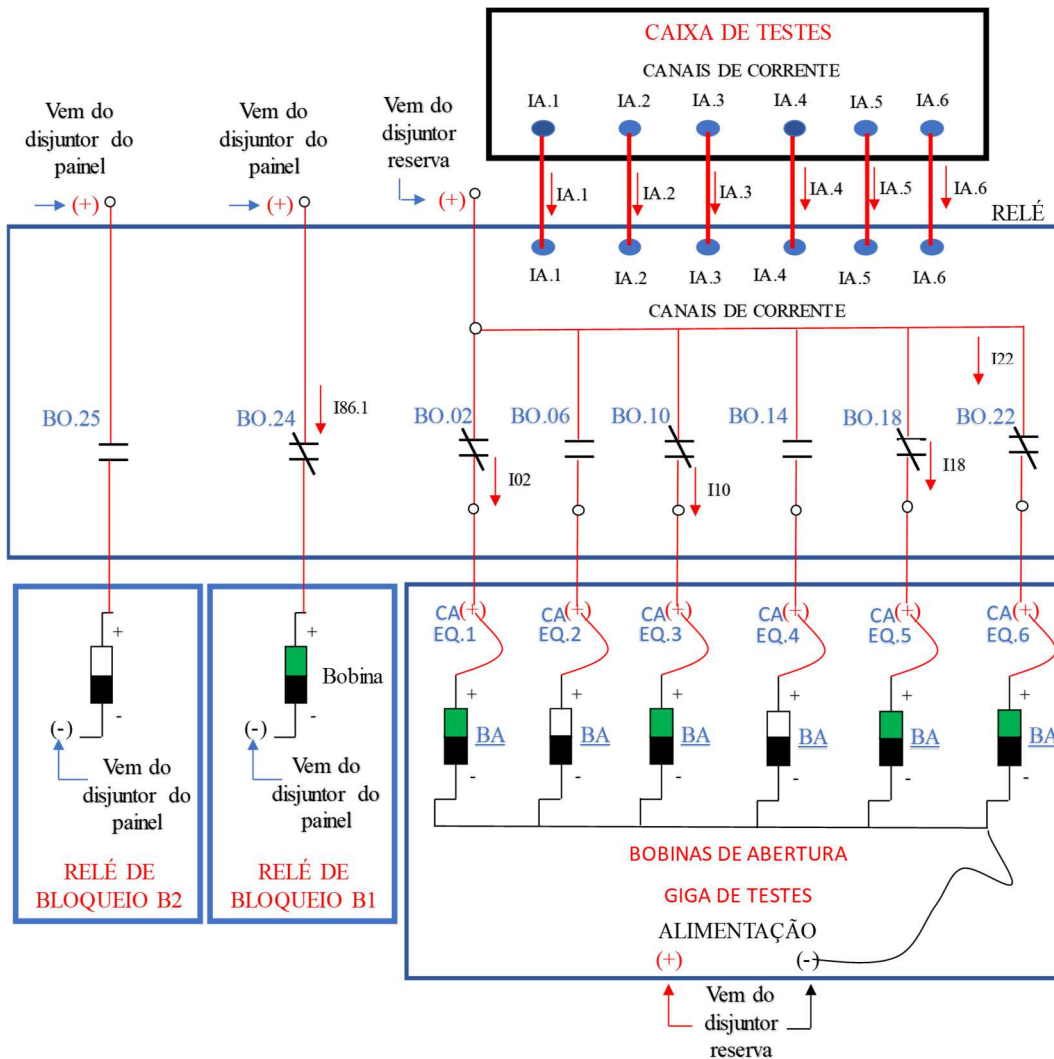 CAIXA DE TESTES
CANAIS DE CORRENTE
IA.1 IA.2 IA.3 IA.4 IA.5 IA.6
Vem do
disjuntor do
painel
(+)
Vem do
disjuntor do
painel
(+)
Vem do
disjuntor
reserva
(+)
IA.1 IA.2 IA.3 IA.4 IA.5 IA.6
RELÉ
IA.1 IA.2 IA.3 IA.4 IA.5 IA.6
CANAIS DE CORRENTE
I22
I86.1
BO.25 BO.24 BO.02 BO.06 BO.10 BO.14 BO.18 BO.22
I02 I10 I18
CA(+) CA(+) CA(+) CA(+) CA(+) CA(+)
EQ.1 EQ.2 EQ.3 EQ.4 EQ.5 EQ.6
+ + + + + + + +
Bobina
BA BA BA BA BA BA
- - - - - - - -
(-) (-)
Vem do
disjuntor do
painel
Vem do
disjuntor do
painel
RELÉ DE
BLOQUEIO B2
RELÉ DE
BLOQUEIO B1
BOBINAS DE ABERTURA
GIGA DE TESTES
ALIMENTAÇÃO
(+) (-)
Vem do
disjuntor
reserva